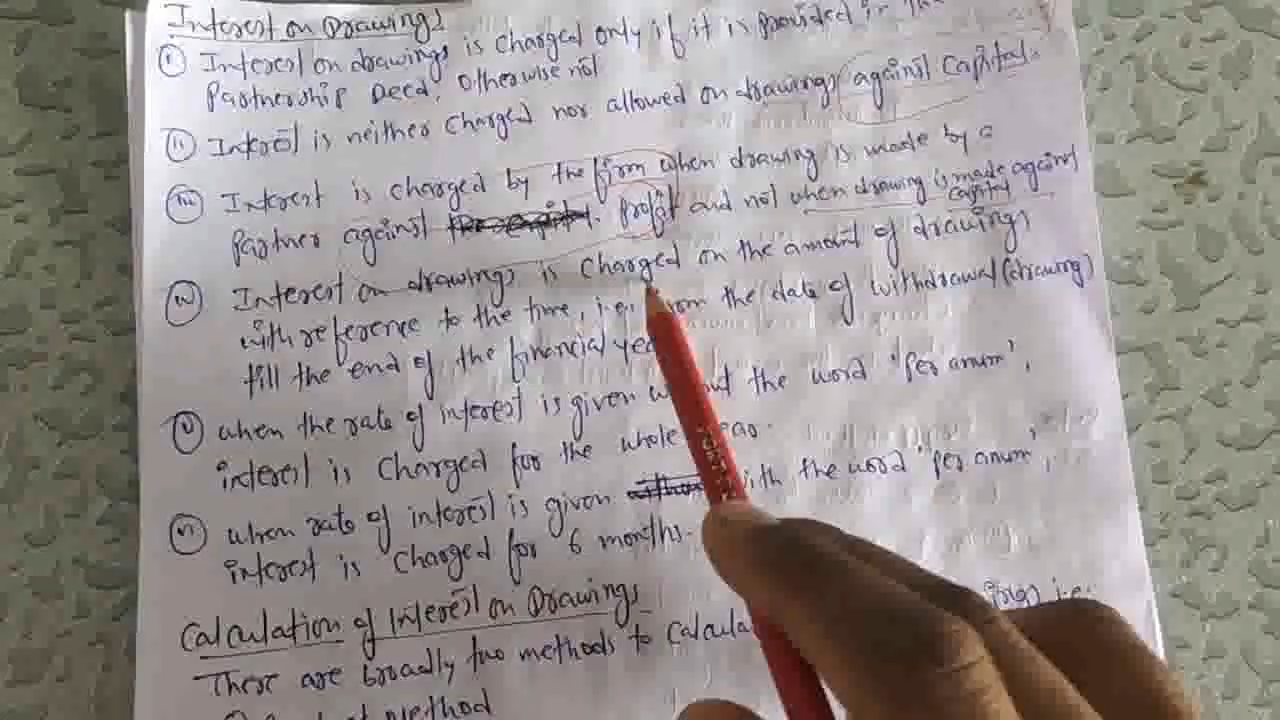 Interest on Drawings
(i) Interest on drawings is charged only if it is provided in the
Partnership Deed, otherwise not
(ii) Interest is neither charged nor allowed on drawings against Capital.
(iii) Interest is charged by the firm when drawing is made by a
Partner against Profit and not when drawing is made against
capital
(iv) Interest on drawings is charged on the amount of drawings
with reference to the time, i.e. from the date of withdrawal (drawing)
till the end of the financial yea
(v) when the rate of interest is given without the word "Per anum",
interest is charged for the whole year.
(vi) when rate of interest is given with the word "per anum",
interest is charged for 6 months.
Calculation of Interest on Drawings
There are broadly two methods to calcula i.e.
Method